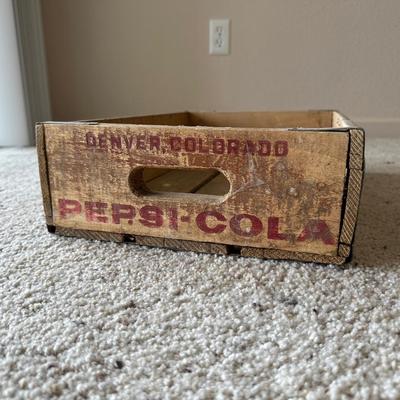 DENVER, COLORADO
PEPSI-COLA